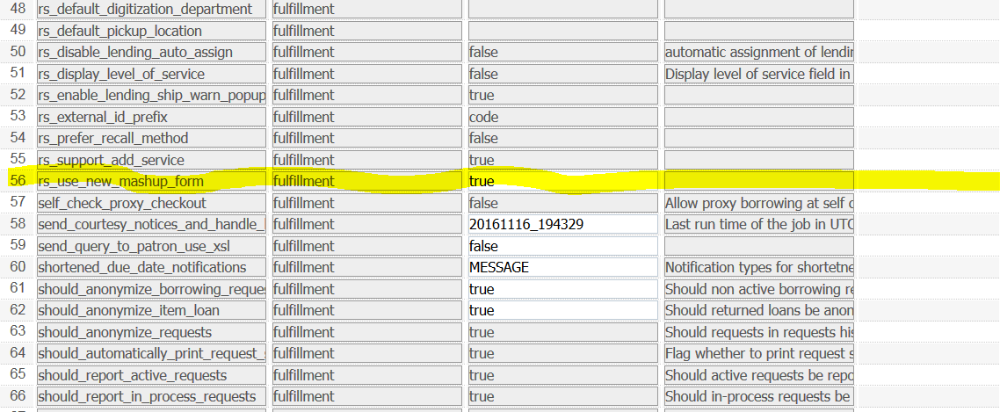 48 rs_default_digitization_department fulfillment
49 rs_default_pickup_location fulfillment
50 rs_disable_lending_auto_assign fulfillment false automatic assignment of lendin
51 rs_display_level_of_service fulfillment false Display level of service field in
52 rs_enable_lending_ship_warn_popup fulfillment true
53 rs_external_id_prefix fulfillment code
54 rs_prefer_recall_method fulfillment false
55 rs_support_add_service fulfillment true
56 rs_use_new_mashup_form fulfillment true
57 self_check_proxy_checkout fulfillment false Allow proxy borrowing at self c
58 send_courtesy_notices_and_handle_ fulfillment 20161116_194329 Last run time of the job in UTC
59 send_query_to_patron_use_xsl fulfillment false
60 shortened_due_date_notifications fulfillment MESSAGE Notification types for shortetne
61 should_anonymize_borrowing_reques fulfillment true Should non active borrowing re
62 should_anonymize_item_loan fulfillment true Should returned loans be anon
63 should_anonymize_requests fulfillment true Should requests in requests his
64 should_automatically_print_request_s fulfillment true Flag whether to print request s
65 should_report_active_requests fulfillment true Should active requests be repo
66 should_report_in_process_requests fulfillment true Should in-process requests be